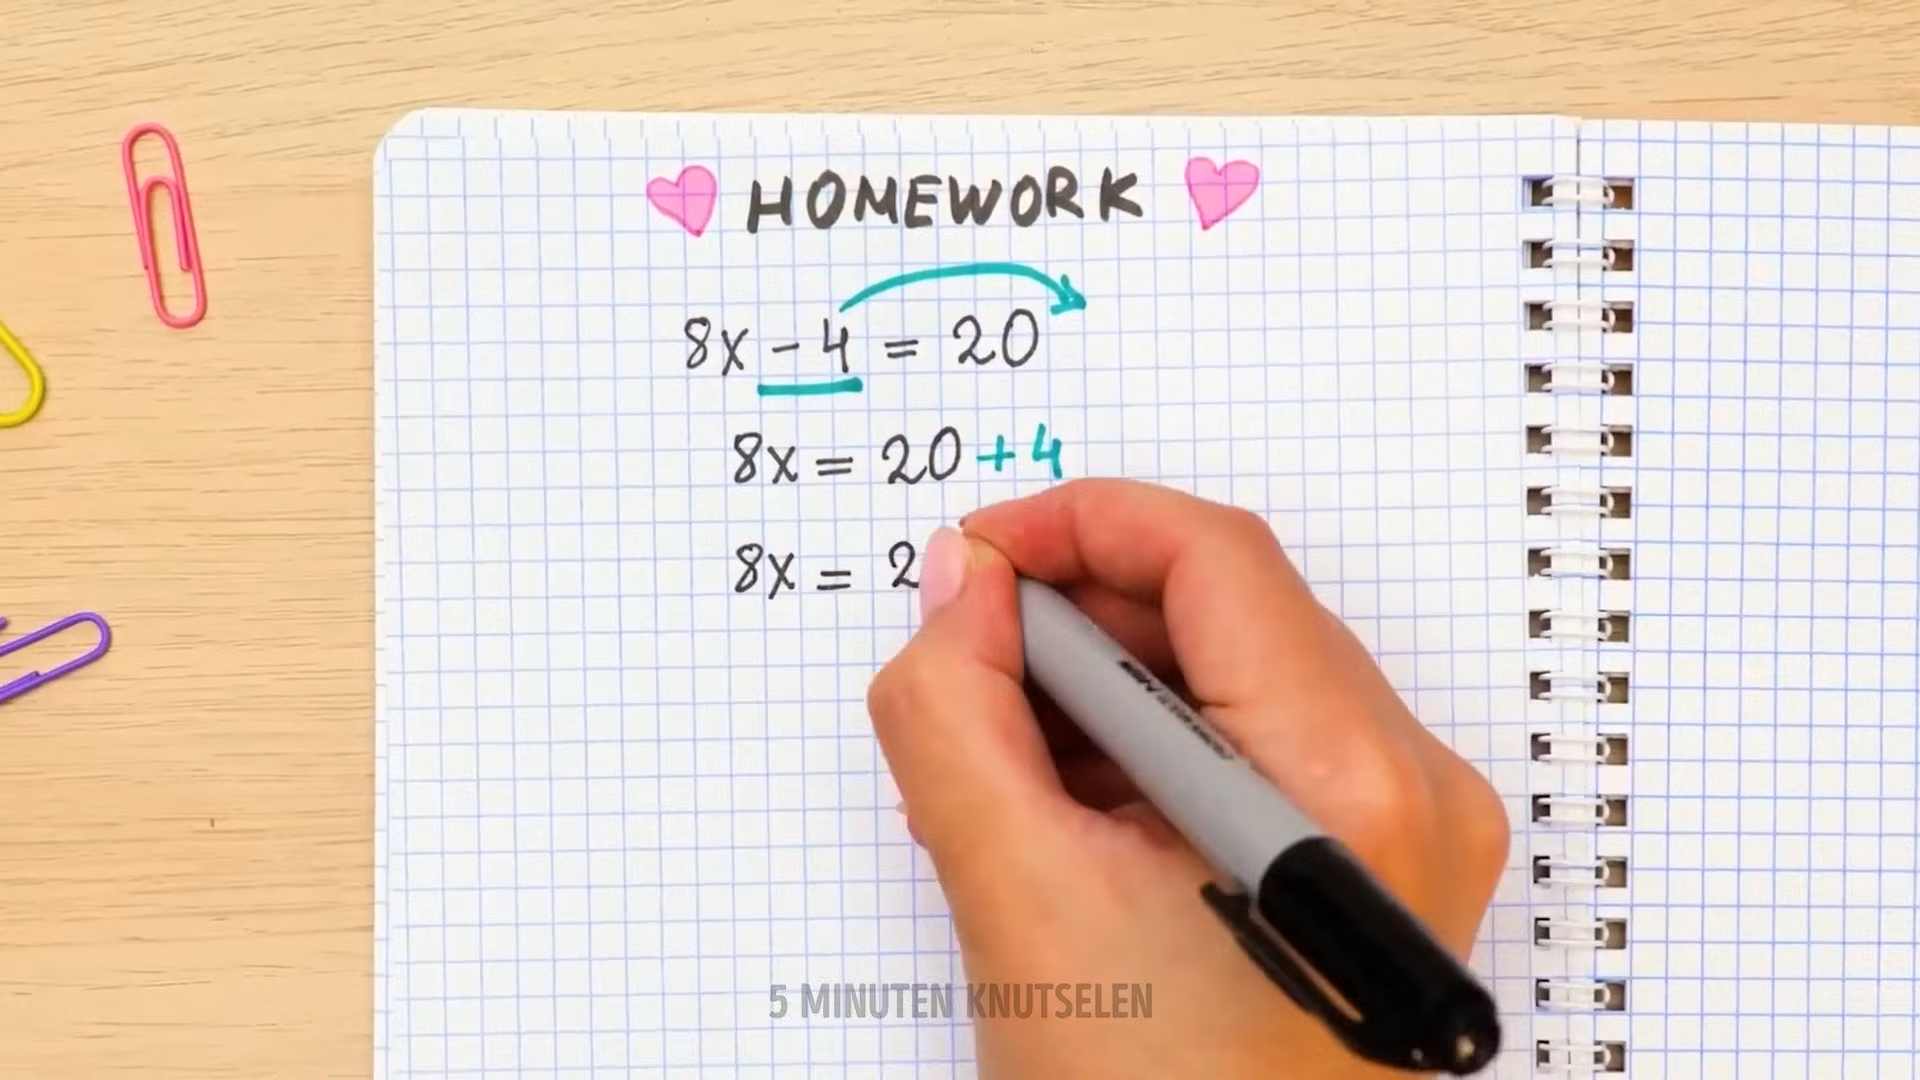 HOMEWORK
8x - 4 = 20
8x = 20 + 4
8x = 2
5 MINUTEN KNUTSELEN